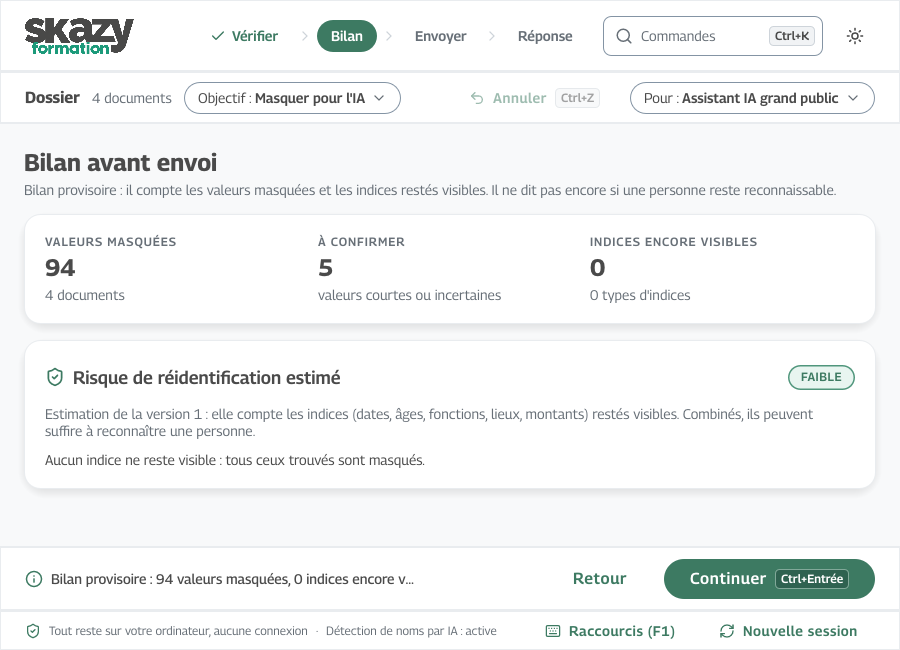 skazy
formation
Vérifier
Bilan
Envoyer
Réponse
Commandes
Ctrl+K
Dossier
4 documents
Objectif : Masquer pour l'IA
Annuler
Ctrl+Z
Pour : Assistant IA grand public
Bilan avant envoi
Bilan provisoire : il compte les valeurs masquées et les indices restés visibles. Il ne dit pas encore si une personne reste reconnaissable.
VALEURS MASQUÉES
94
4 documents
À CONFIRMER
5
valeurs courtes ou incertaines
INDICES ENCORE VISIBLES
0
0 types d'indices
Risque de réidentification estimé
FAIBLE
Estimation de la version 1 : elle compte les indices (dates, âges, fonctions, lieux, montants) restés visibles. Combinés, ils peuvent
suffire à reconnaître une personne.
Aucun indice ne reste visible : tous ceux trouvés sont masqués.
Bilan provisoire : 94 valeurs masquées, 0 indices encore v...
Retour
Continuer
Ctrl+Entrée
Tout reste sur votre ordinateur, aucune connexion · Détection de noms par IA : active
Raccourcis (F1)
Nouvelle session